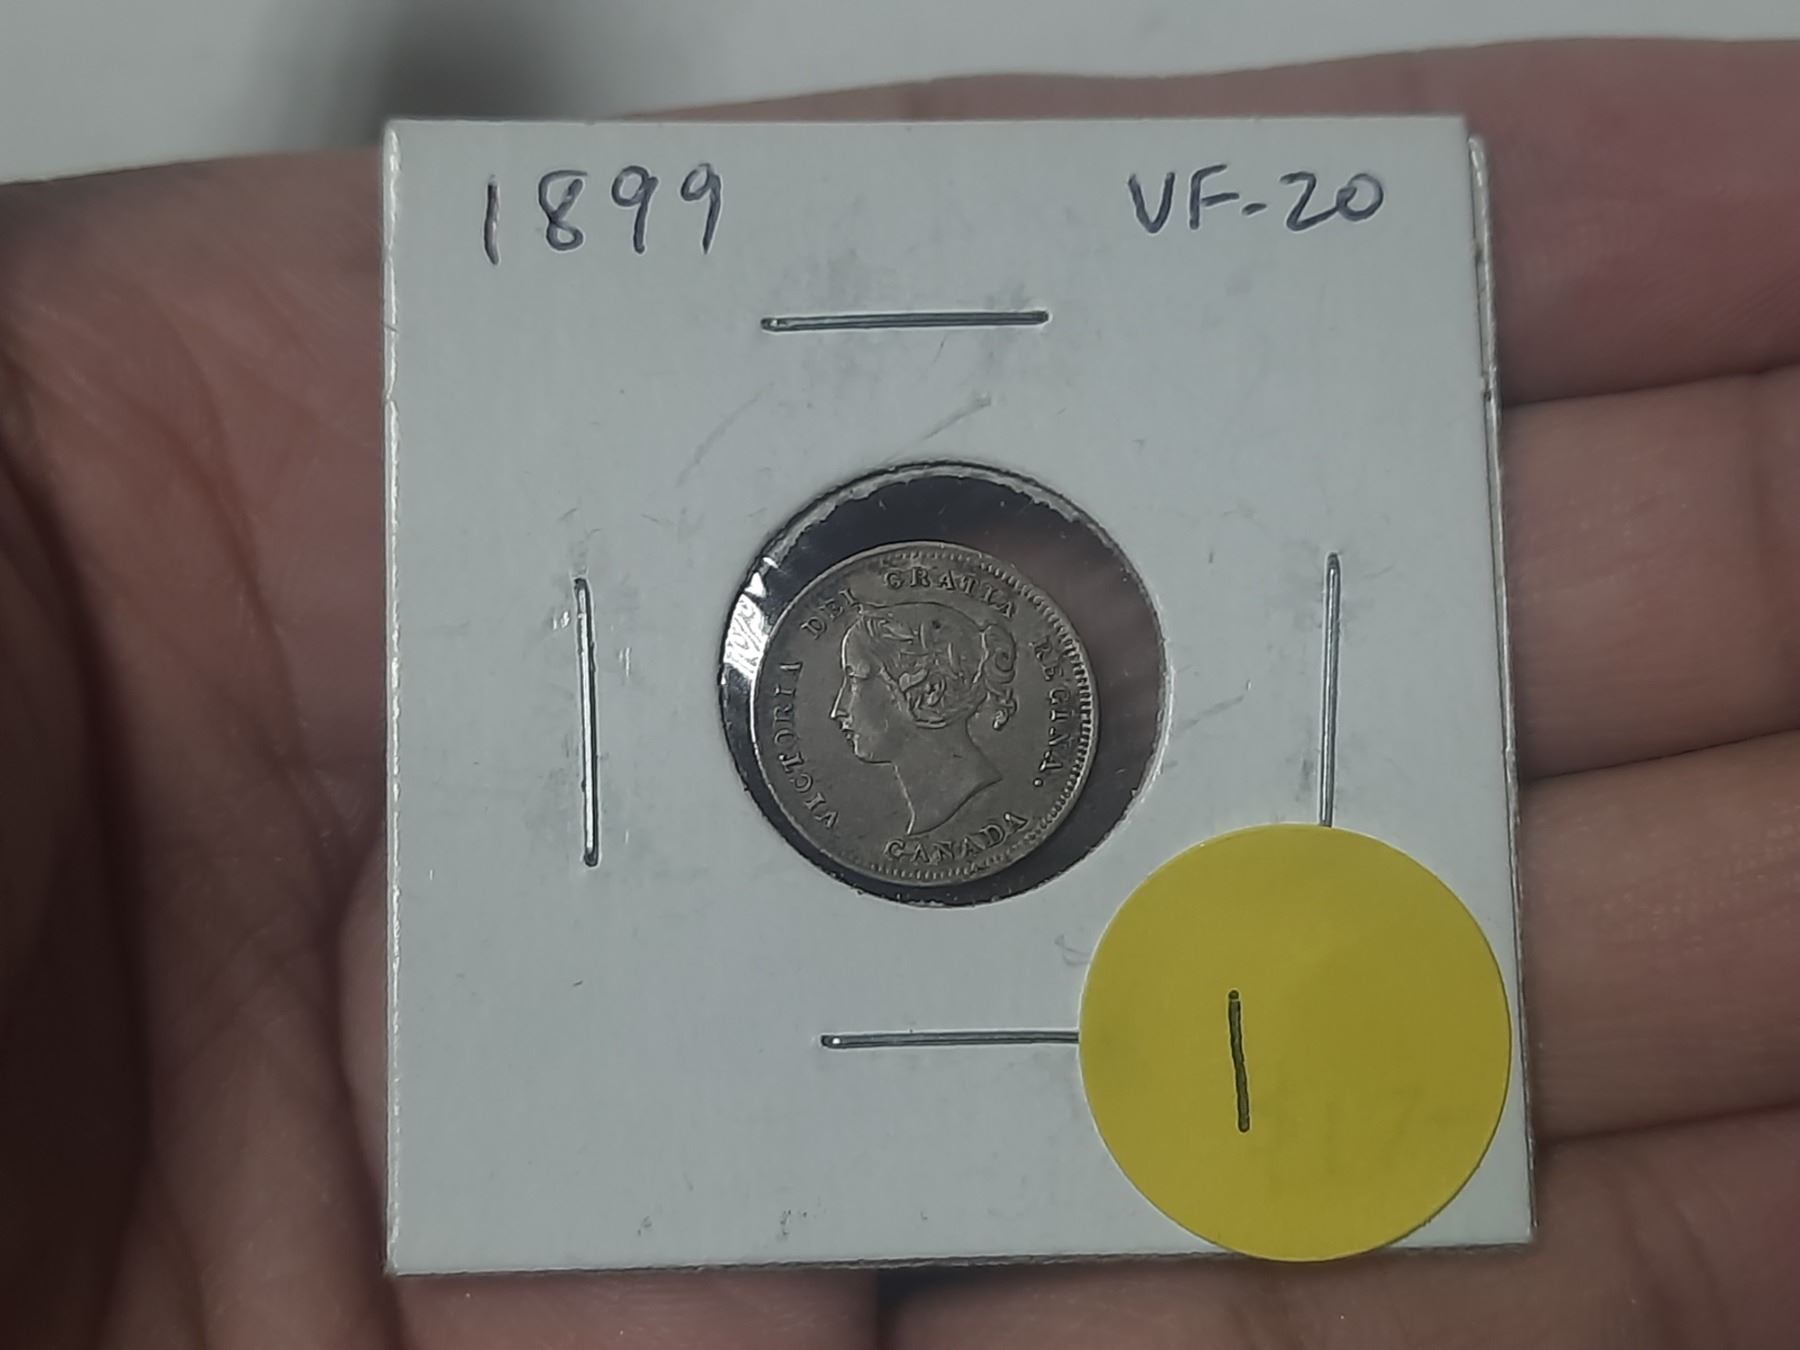 1899 VF-20
VICTORIA DEI GRATIA REGINA.
CANADA
1